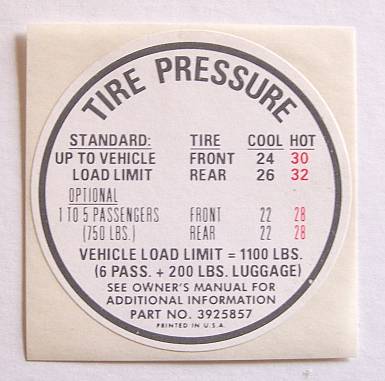 TIRE PRESSURE
STANDARD: TIRE COOL HOT
UP TO VEHICLE FRONT 24 30
LOAD LIMIT REAR 26 32
OPTIONAL
1 TO 5 PASSENGERS FRONT 22 28
(750 LBS.) REAR 22 28
VEHICLE LOAD LIMIT = 1100 LBS.
(6 PASS. + 200 LBS. LUGGAGE)
SEE OWNER'S MANUAL FOR
ADDITIONAL INFORMATION
PART NO. 3925857
PRINTED IN U.S.A.